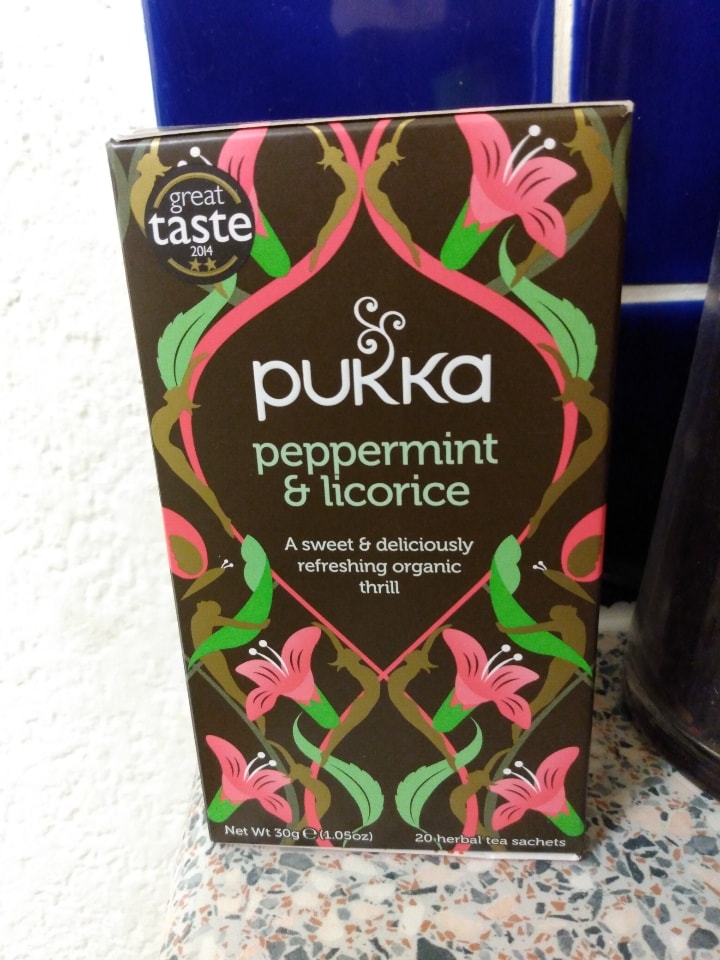 great
taste
2014
pukka
peppermint
& licorice
A sweet & deliciously
refreshing organic
thrill
Net Wt 30g ℮ (1.05oz)
20 herbal tea sachets